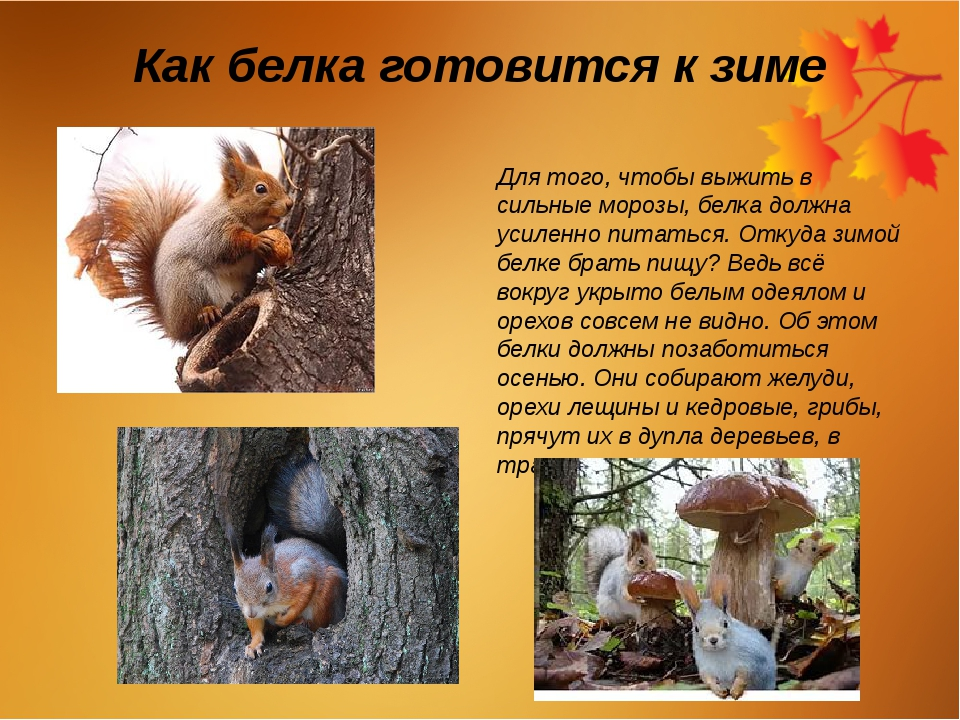 Как белка готовится к зиме
Для того, чтобы выжить в
сильные морозы, белка должна
усиленно питаться. Откуда зимой
белке брать пищу? Ведь всё
вокруг укрыто белым одеялом и
орехов совсем не видно. Об этом
белки должны позаботиться
осенью. Они собирают желуди,
орехи лещины и кедровые, грибы,
прячут их в дупла деревьев, в